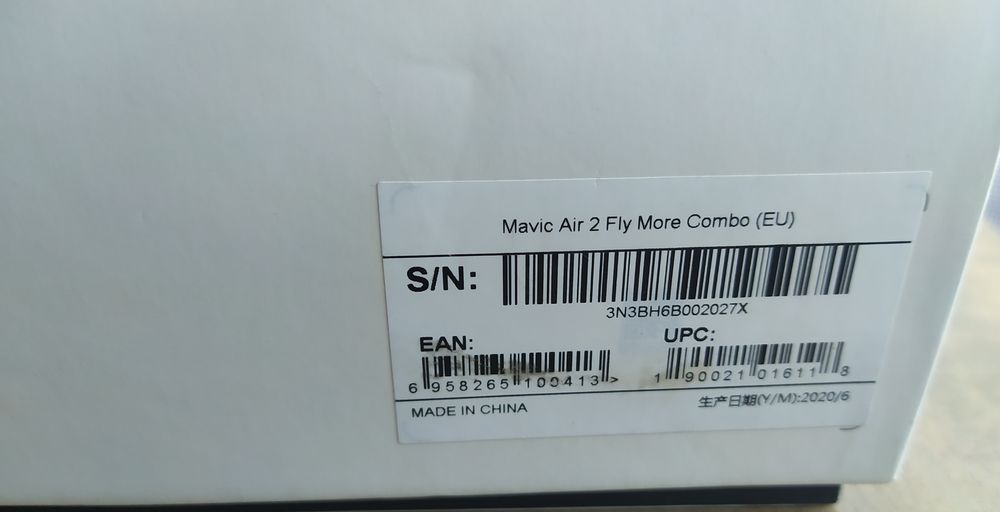 Mavic Air 2 Fly More Combo (EU)
S/N:
3N3BH6B002027X
EAN:
6 958265 100413 >
UPC:
1 90021 01611 8
MADE IN CHINA
生产日期(Y/M):2020/6